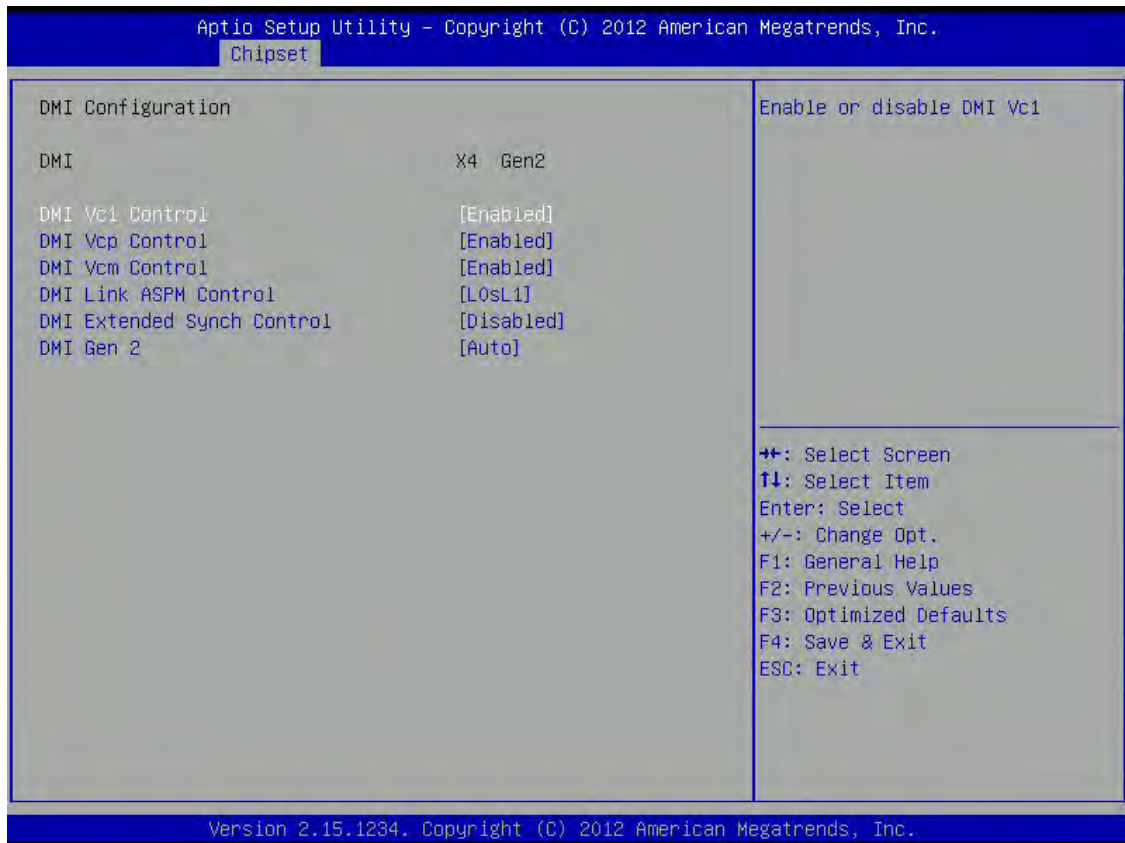 Aptio Setup Utility – Copyright (C) 2012 American Megatrends, Inc.
Chipset
DMI Configuration
DMI X4 Gen2
DMI Vc1 Control [Enabled]
DMI Vcp Control [Enabled]
DMI Vcm Control [Enabled]
DMI Link ASPM Control [L0sL1]
DMI Extended Synch Control [Disabled]
DMI Gen 2 [Auto]
Enable or disable DMI Vc1
→←: Select Screen
↑↓: Select Item
Enter: Select
+/-: Change Opt.
F1: General Help
F2: Previous Values
F3: Optimized Defaults
F4: Save & Exit
ESC: Exit
Version 2.15.1234. Copyright (C) 2012 American Megatrends, Inc.